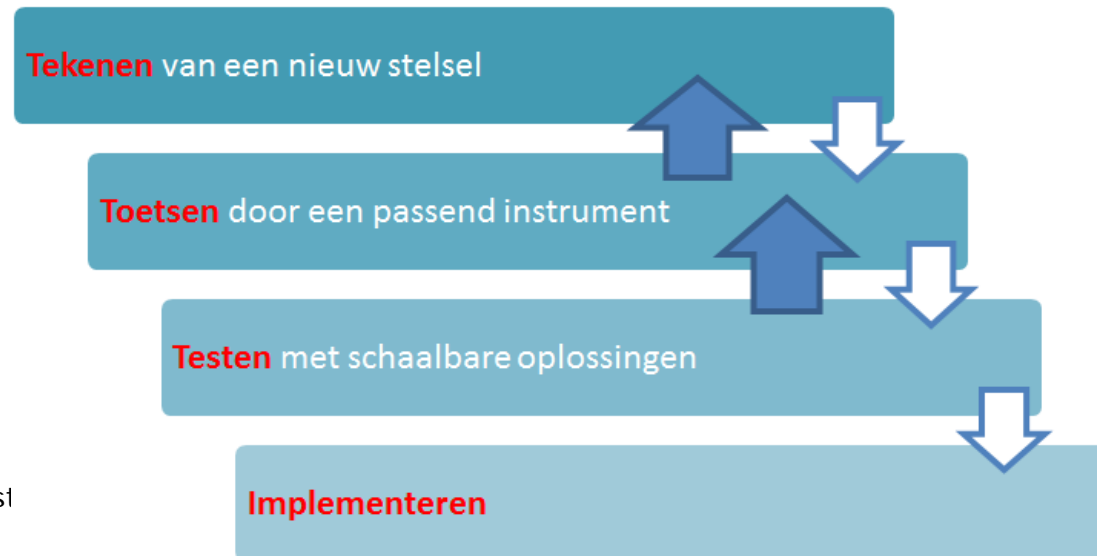 Tekenen van een nieuw stelsel
Toetsen door een passend instrument
Testen met schaalbare oplossingen
Implementeren